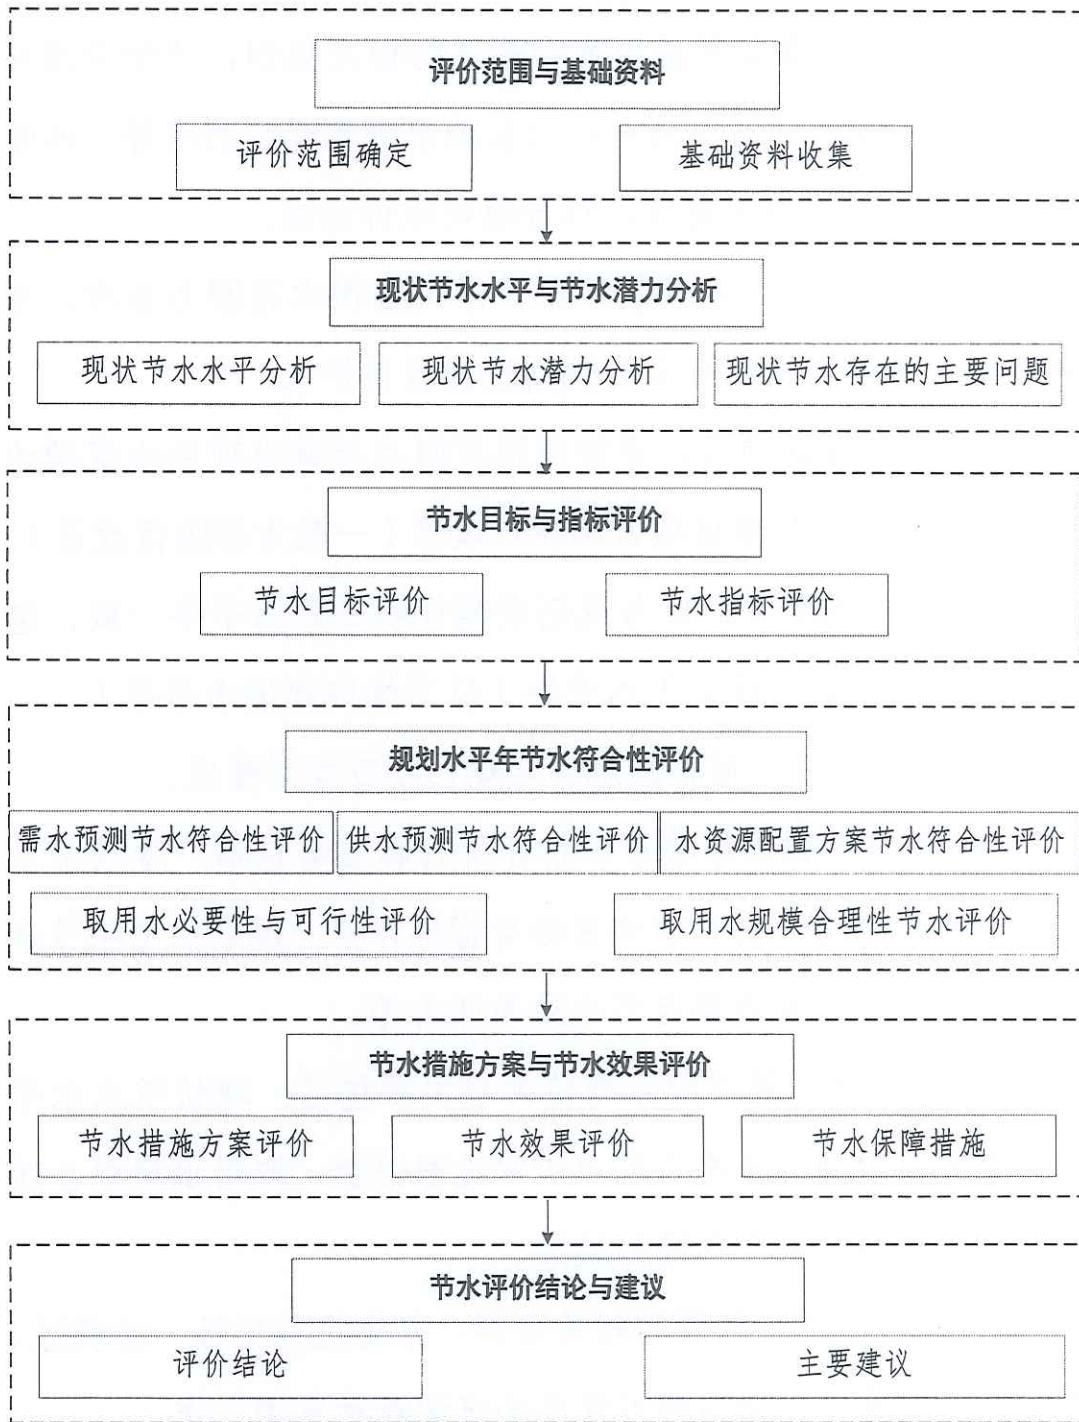 评价范围与基础资料
评价范围确定 基础资料收集
现状节水水平与节水潜力分析
现状节水水平分析 现状节水潜力分析 现状节水存在的主要问题
节水目标与指标评价
节水目标评价 节水指标评价
规划水平年节水符合性评价
需水预测节水符合性评价 供水预测节水符合性评价 水资源配置方案节水符合性评价
取用水必要性与可行性评价 取用水规模合理性节水评价
节水措施方案与节水效果评价
节水措施方案评价 节水效果评价 节水保障措施
节水评价结论与建议
评价结论 主要建议